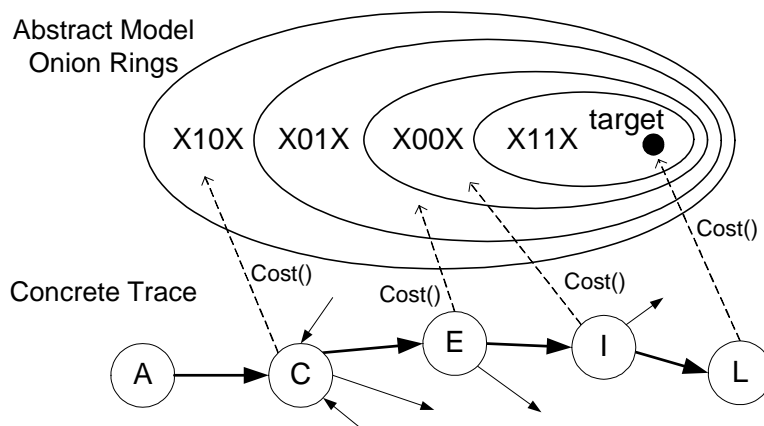 Abstract Model
Onion Rings
X10X X01X X00X X11X target
Cost()
Cost() Cost() Cost()
Concrete Trace
A C E I L